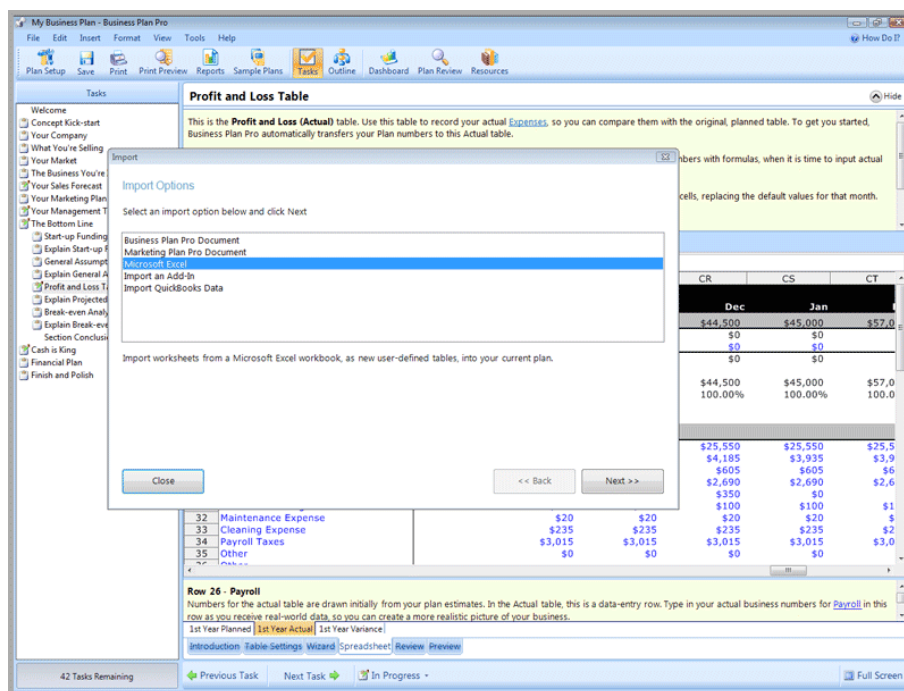 My Business Plan - Business Plan Pro
File Edit Insert Format View Tools Help
How Do I?
Plan Setup Save Print Print Preview Reports Sample Plans Tasks Outline Dashboard Plan Review Resources
Tasks
Welcome
Concept Kick-start
Your Company
What You're Selling
Your Market
The Business You're
Your Sales Forecast
Your Marketing Plan
Your Management T
The Bottom Line
Start-up Funding
Explain Start-up F
General Assumpt
Explain General A
Profit and Loss T
Explain Projected
Break-even Analy
Explain Break-eve
Section Conclusi
Cash is King
Financial Plan
Finish and Polish
42 Tasks Remaining
Profit and Loss Table
Hide
This is the Profit and Loss (Actual) table. Use this table to record your actual Expenses, so you can compare them with the original, planned table. To get you started,
Business Plan Pro automatically transfers your Plan numbers to this Actual table.
mbers with formulas, when it is time to input actual
cells, replacing the default values for that month.
Import
Import Options
Select an import option below and click Next
Business Plan Pro Document
Marketing Plan Pro Document
Microsoft Excel
Import an Add-In
Import QuickBooks Data
Import worksheets from a Microsoft Excel workbook, as new user-defined tables, into your current plan.
Close
<< Back
Next >>
CR CS CT
Dec Jan
$44,500 $45,000 $57,0
$0 $0
$0 $0
$0 $0
$44,500 $45,000 $57,0
100.00% 100.00% 100.0
$25,550 $25,550 $25,5
$4,185 $3,935 $3,9
$605 $605 $6
$2,690 $2,690 $2,6
$350 $0
$100 $100 $1
32 Maintenance Expense $20 $20 $20 $20 $
33 Cleaning Expense $235 $235 $235 $235 $2
34 Payroll Taxes $3,015 $3,015 $3,015 $3,015 $3,0
35 Other $0 $0 $0 $0
Row 26 - Payroll
Numbers for the actual table are drawn initially from your plan estimates. In the Actual table, this is a data-entry row. Type in your actual business numbers for Payroll in this
row as you receive real-world data, so you can create a more realistic picture of your business.
1st Year Planned 1st Year Actual 1st Year Variance
Introduction Table Settings Wizard Spreadsheet Review Preview
Previous Task Next Task In Progress
Full Screen